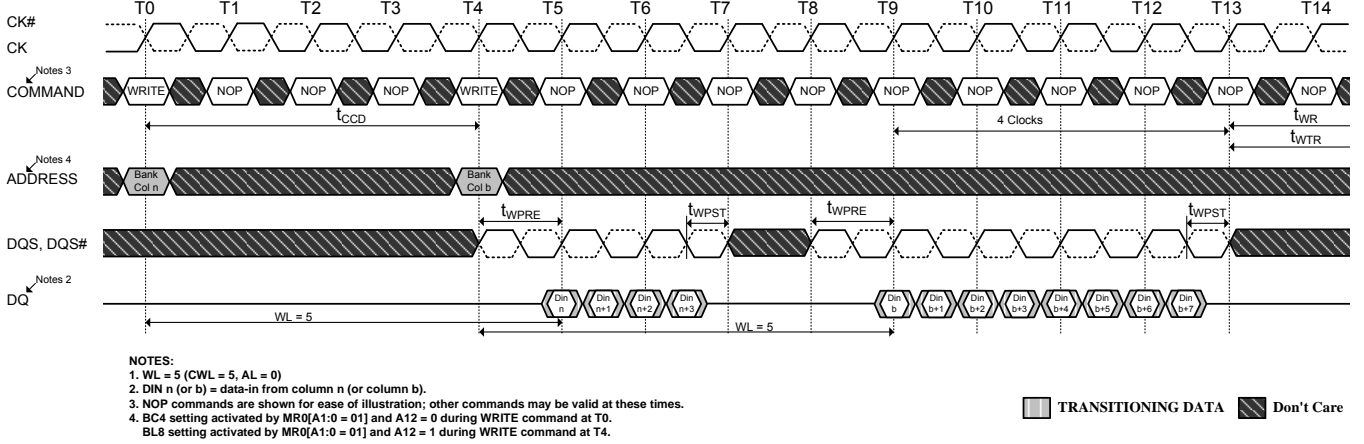 T0 T1 T2 T3 T4 T5 T6 T7 T8 T9 T10 T11 T12 T13 T14
CK#
CK
Notes 3
COMMAND WRITE NOP NOP NOP WRITE NOP NOP NOP NOP NOP NOP NOP NOP NOP NOP
tCCD 4 Clocks tWR
tWTR
Notes 4
ADDRESS
Bank Bank
Col n Col b
tWPRE tWPST tWPRE tWPST
DQS, DQS#
Notes 2
DQ
Din Din Din Din Din Din Din Din Din Din Din Din
n n+1 n+2 n+3 b b+1 b+2 b+3 b+4 b+5 b+6 b+7
WL = 5 WL = 5
NOTES:
1. WL = 5 (CWL = 5, AL = 0)
2. DIN n (or b) = data-in from column n (or column b).
3. NOP commands are shown for ease of illustration; other commands may be valid at these times.
4. BC4 setting activated by MR0[A1:0 = 01] and A12 = 0 during WRITE command at T0.
BL8 setting activated by MR0[A1:0 = 01] and A12 = 1 during WRITE command at T4.
TRANSITIONING DATA Don't Care